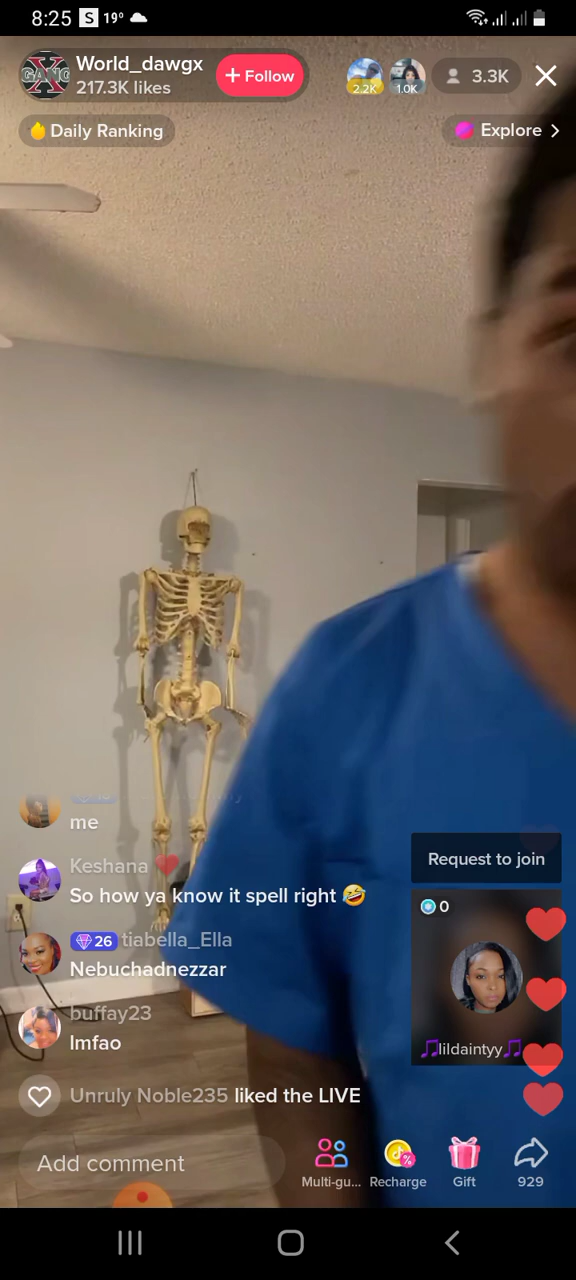 8:25 S 19°
World_dawgx
217.3K likes
+ Follow
2.2K
1.0K
3.3K
Daily Ranking
Explore >
GANG
X
me
Keshana ❤️
So how ya know it spell right 🤣
26 tiabella_Ella
Nebuchadnezzar
buffay23
lmfao
Unruly Noble235 liked the LIVE
Request to join
0
🎵lildaintyy🎵
Add comment
Multi-gu...
Recharge
Gift
929